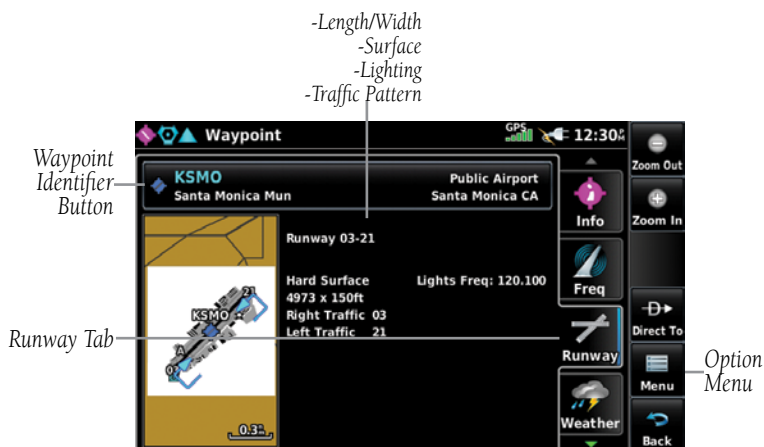 -Length/Width
-Surface
-Lighting
-Traffic Pattern
Waypoint
GPS
12:30
Waypoint
Identifier
Button
KSMO
Public Airport
Santa Monica Mun
Santa Monica CA
Zoom Out
Info
Zoom In
Runway 03-21
Hard Surface
Lights Freq: 120.100
4973 x 150ft
Right Traffic 03
Left Traffic 21
Freq
21
KSMO
A
0.3
Direct To
Runway Tab
Runway
Option
Menu
Menu
Weather
Back